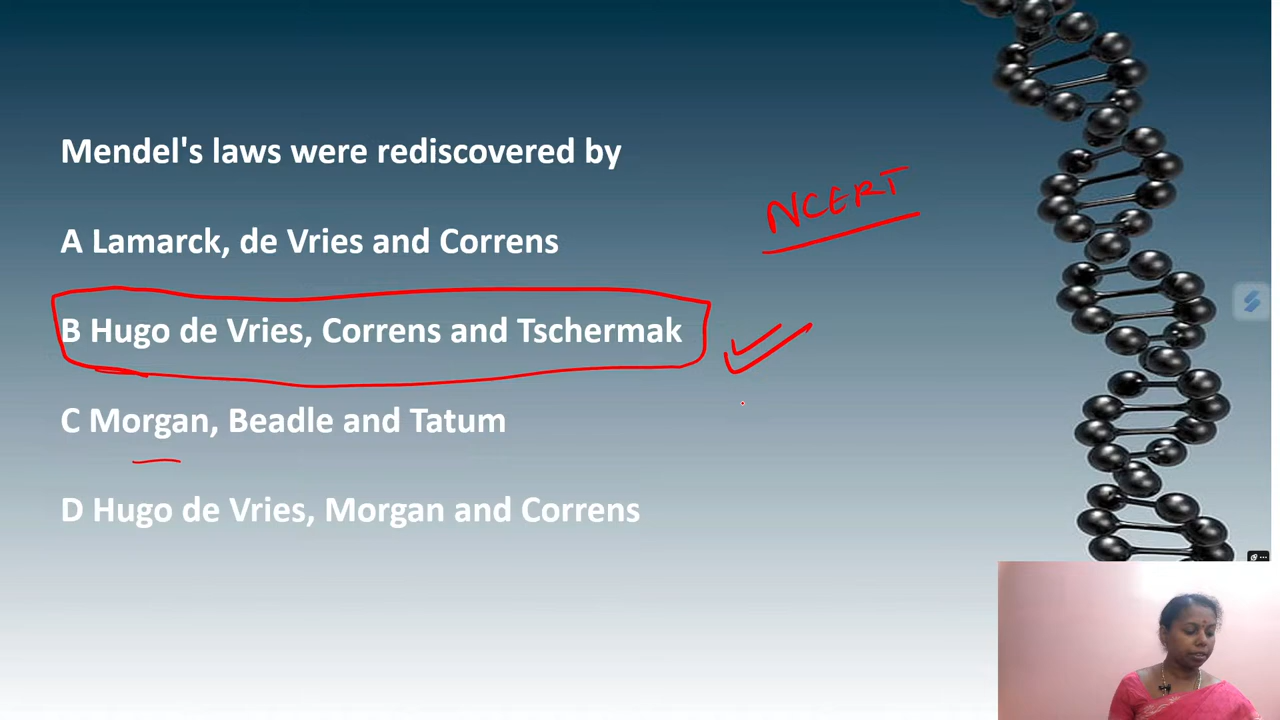 Mendel's laws were rediscovered by
NCERT
A Lamarck, de Vries and Correns
B Hugo de Vries, Correns and Tschermak
C Morgan, Beadle and Tatum
D Hugo de Vries, Morgan and Correns